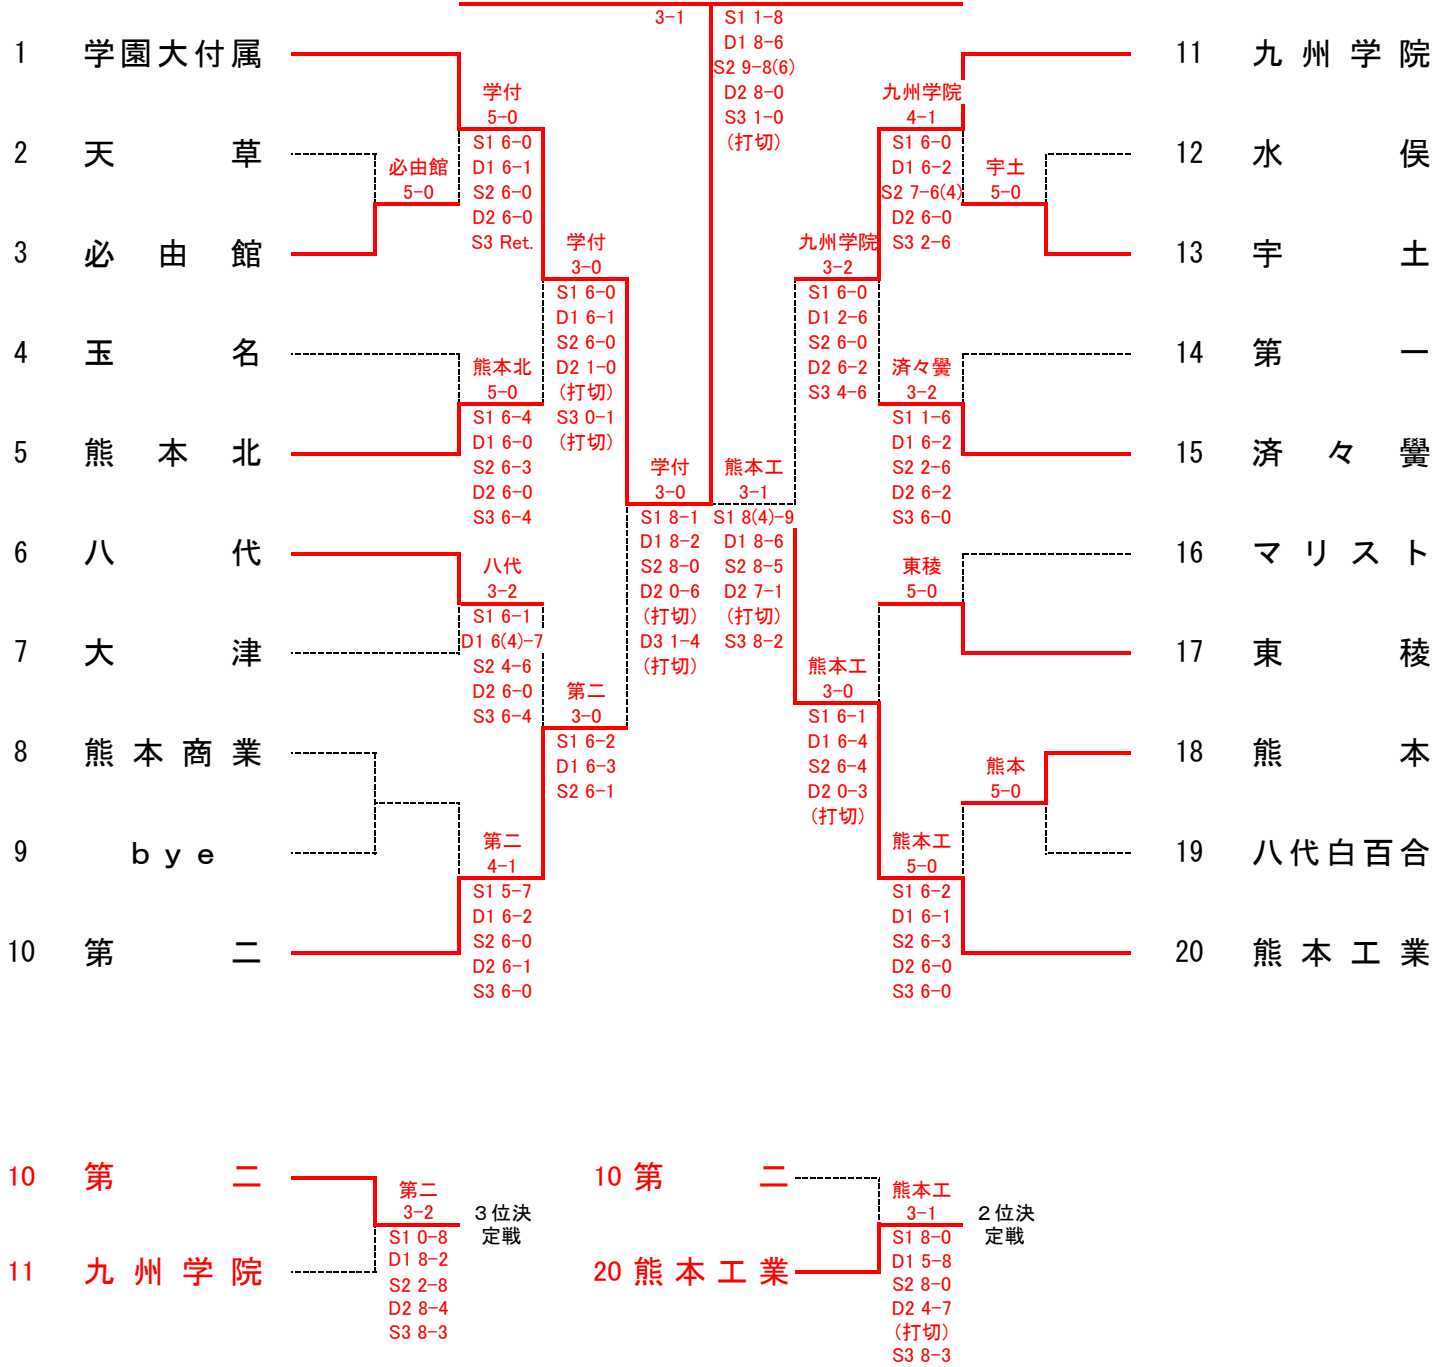 3-1
S1 1-8
D1 8-6
S2 9-8(6)
D2 8-0
S3 1-0
(打切)
1 学園大付属
2 天草
3 必由館
4 玉名
5 熊本北
6 八代
7 大津
8 熊本商業
9 bye
10 第二
必由館
5-0
学付
5-0
S1 6-0
D1 6-1
S2 6-0
D2 6-0
S3 Ret.
熊本北
5-0
S1 6-4
D1 6-0
S2 6-3
D2 6-0
S3 6-4
八代
3-2
S1 6-1
D1 6(4)-7
S2 4-6
D2 6-0
S3 6-4
第二
4-1
S1 5-7
D1 6-2
S2 6-0
D2 6-1
S3 6-0
学付
3-0
S1 6-0
D1 6-1
S2 6-0
D2 1-0
(打切)
S3 0-1
(打切)
第二
3-0
S1 6-2
D1 6-3
S2 6-1
学付
3-0
S1 8-1
D1 8-2
S2 8-0
D2 0-6
(打切)
D3 1-4
(打切)
熊本工
3-1
S1 8(4)-9
D1 8-6
S2 8-5
D2 7-1
(打切)
S3 8-2
九州学院
3-2
S1 6-0
D1 2-6
S2 6-0
D2 6-2
S3 4-6
熊本工
3-0
S1 6-1
D1 6-4
S2 6-4
D2 0-3
(打切)
九州学院
4-1
S1 6-0
D1 6-2
S2 7-6(4)
D2 6-0
S3 2-6
済々黌
3-2
S1 1-6
D1 6-2
S2 2-6
D2 6-2
S3 6-0
東稜
5-0
熊本工
5-0
S1 6-2
D1 6-1
S2 6-3
D2 6-0
S3 6-0
宇土
5-0
熊本
5-0
11 九州学院
12 水俣
13 宇土
14 第一
15 済々黌
16 マリスト
17 東稜
18 熊本
19 八代白百合
20 熊本工業
10 第二
11 九州学院
第二
3-2
S1 0-8
D1 8-2
S2 2-8
D2 8-4
S3 8-3
3位決
定戦
10 第二
20 熊本工業
熊本工
3-1
S1 8-0
D1 5-8
S2 8-0
D2 4-7
(打切)
S3 8-3
2位決
定戦